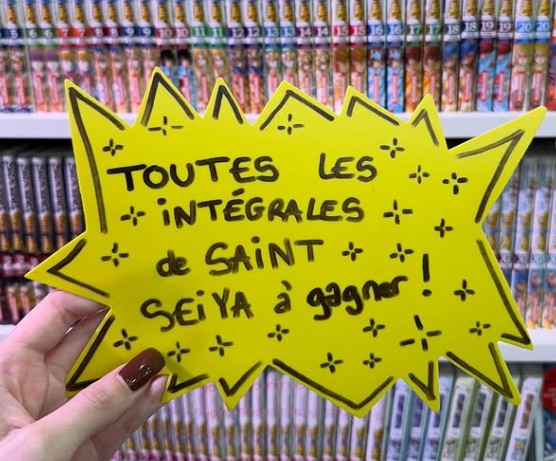 TOUTES LES
iNTÉGRALES
de SAiNT
SEiYA à gagner !